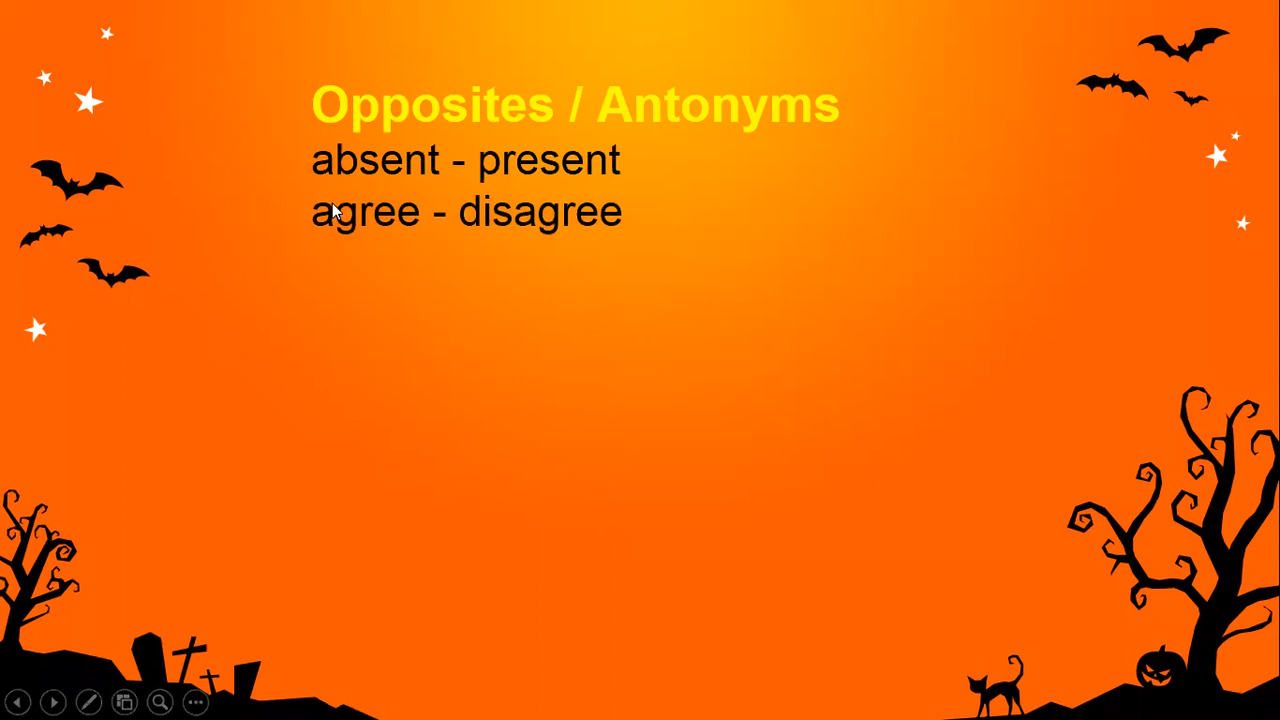 Opposites / Antonyms
absent - present
agree - disagree